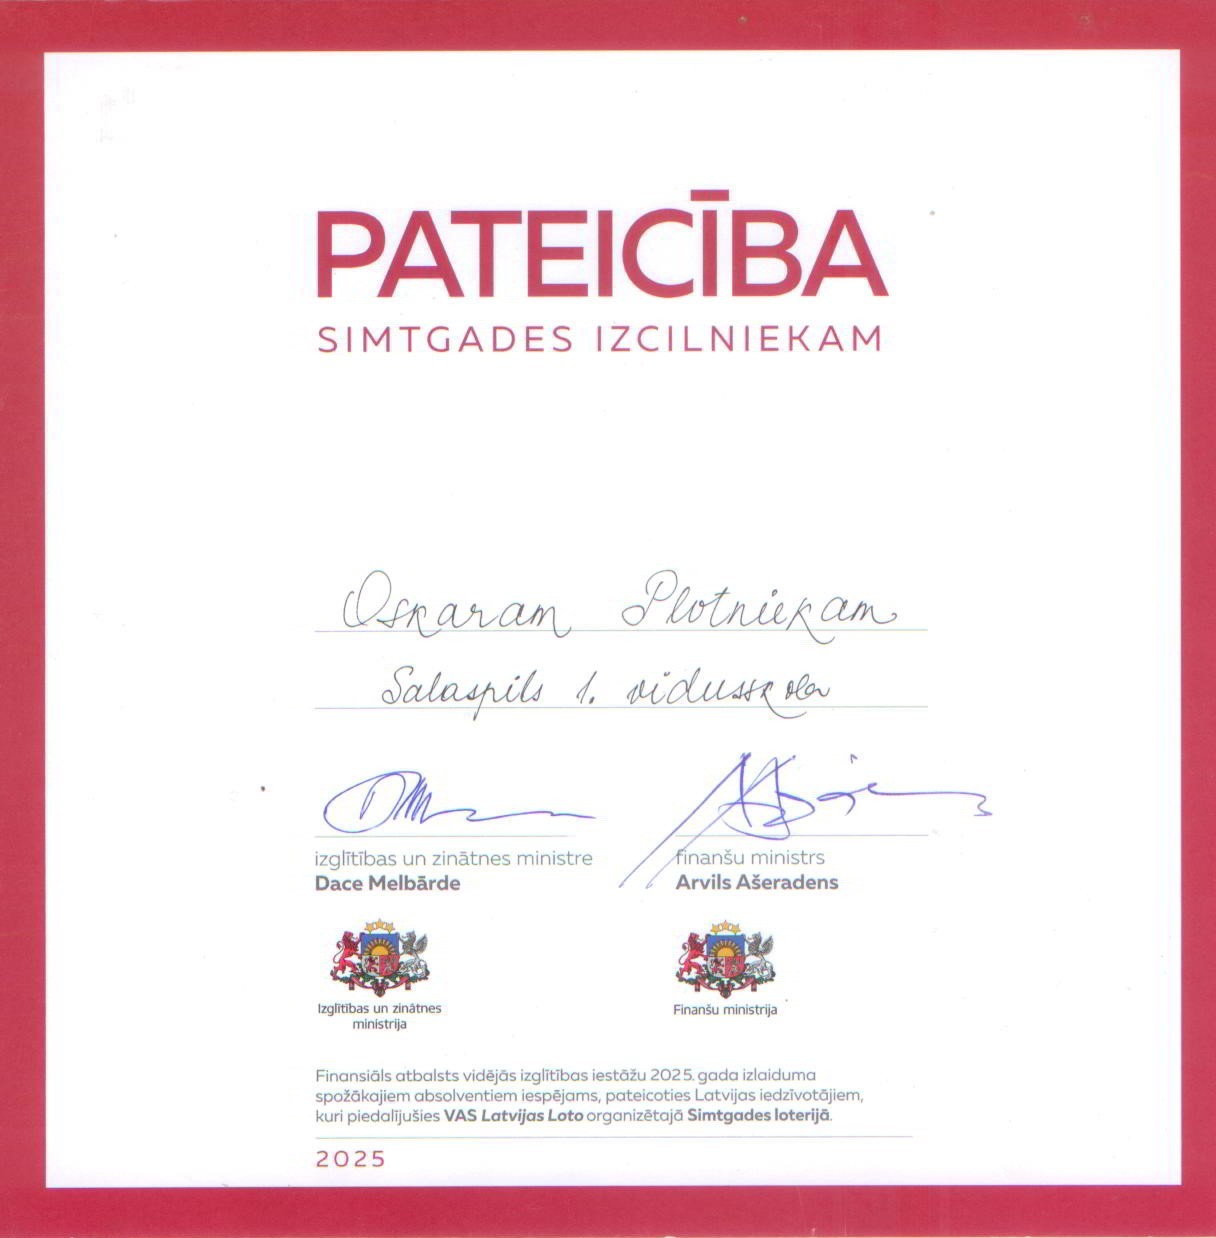 PATEICĪBA
SIMTGADES IZCILNIEKAM
Oskaram Plotniekam
Salaspils 1. vidusskola
izglītības un zinātnes ministre
Dace Melbārde
finanšu ministrs
Arvils Ašeradens
Izglītības un zinātnes
ministrija
Finanšu ministrija
Finansiāls atbalsts vidējās izglītības iestāžu 2025. gada izlaiduma
spožākajiem absolventiem iespējams, pateicoties Latvijas iedzīvotājiem,
kuri piedalījušies VAS Latvijas Loto organizētajā Simtgades loterijā.
2025